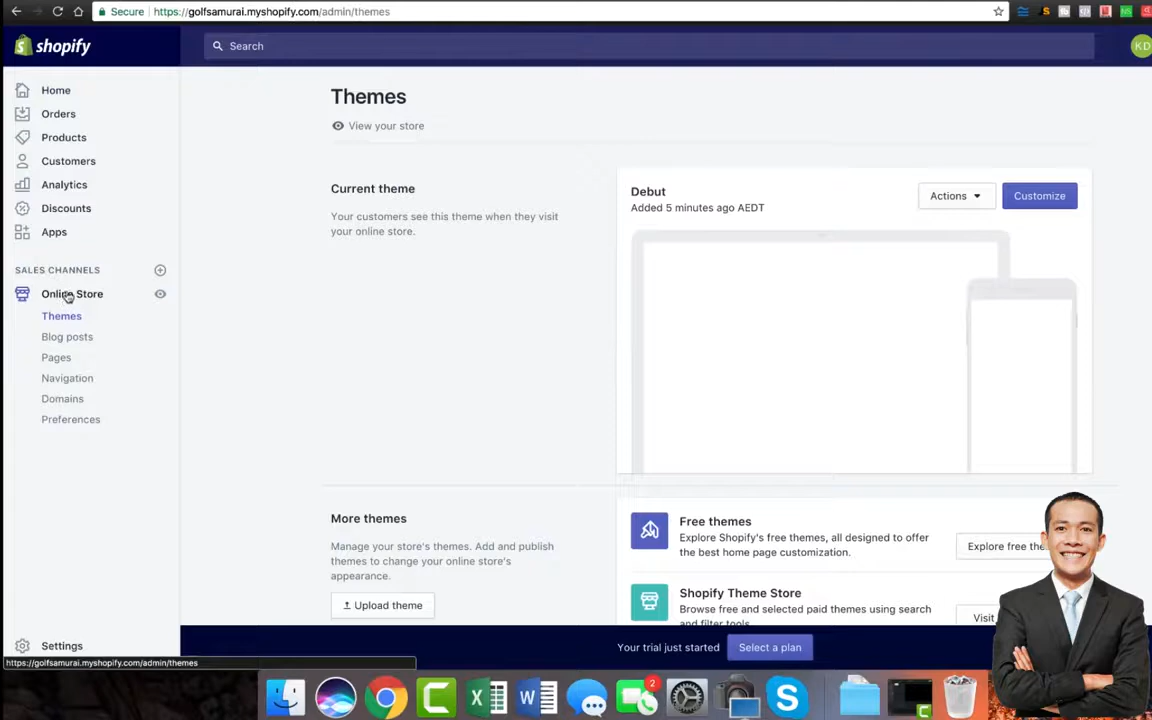 Secure
https://golfsamurai.myshopify.com/admin/themes
S
shopify
Search
KD
Home
Orders
Products
Customers
Analytics
Discounts
Apps
SALES CHANNELS
Online Store
Themes
Blog posts
Pages
Navigation
Domains
Preferences
Settings
Themes
View your store
Current theme
Your customers see this theme when they visit
your online store.
Debut
Added 5 minutes ago AEDT
Actions
Customize
More themes
Manage your store's themes. Add and publish
themes to change your online store's
appearance.
Upload theme
Free themes
Explore Shopify's free themes, all designed to offer
the best home page customization.
Explore free
Shopify Theme Store
Browse free and selected paid themes using search
and filter tools.
Visit
Your trial just started
Select a plan
https://golfsamurai.myshopify.com/admin/themes
2